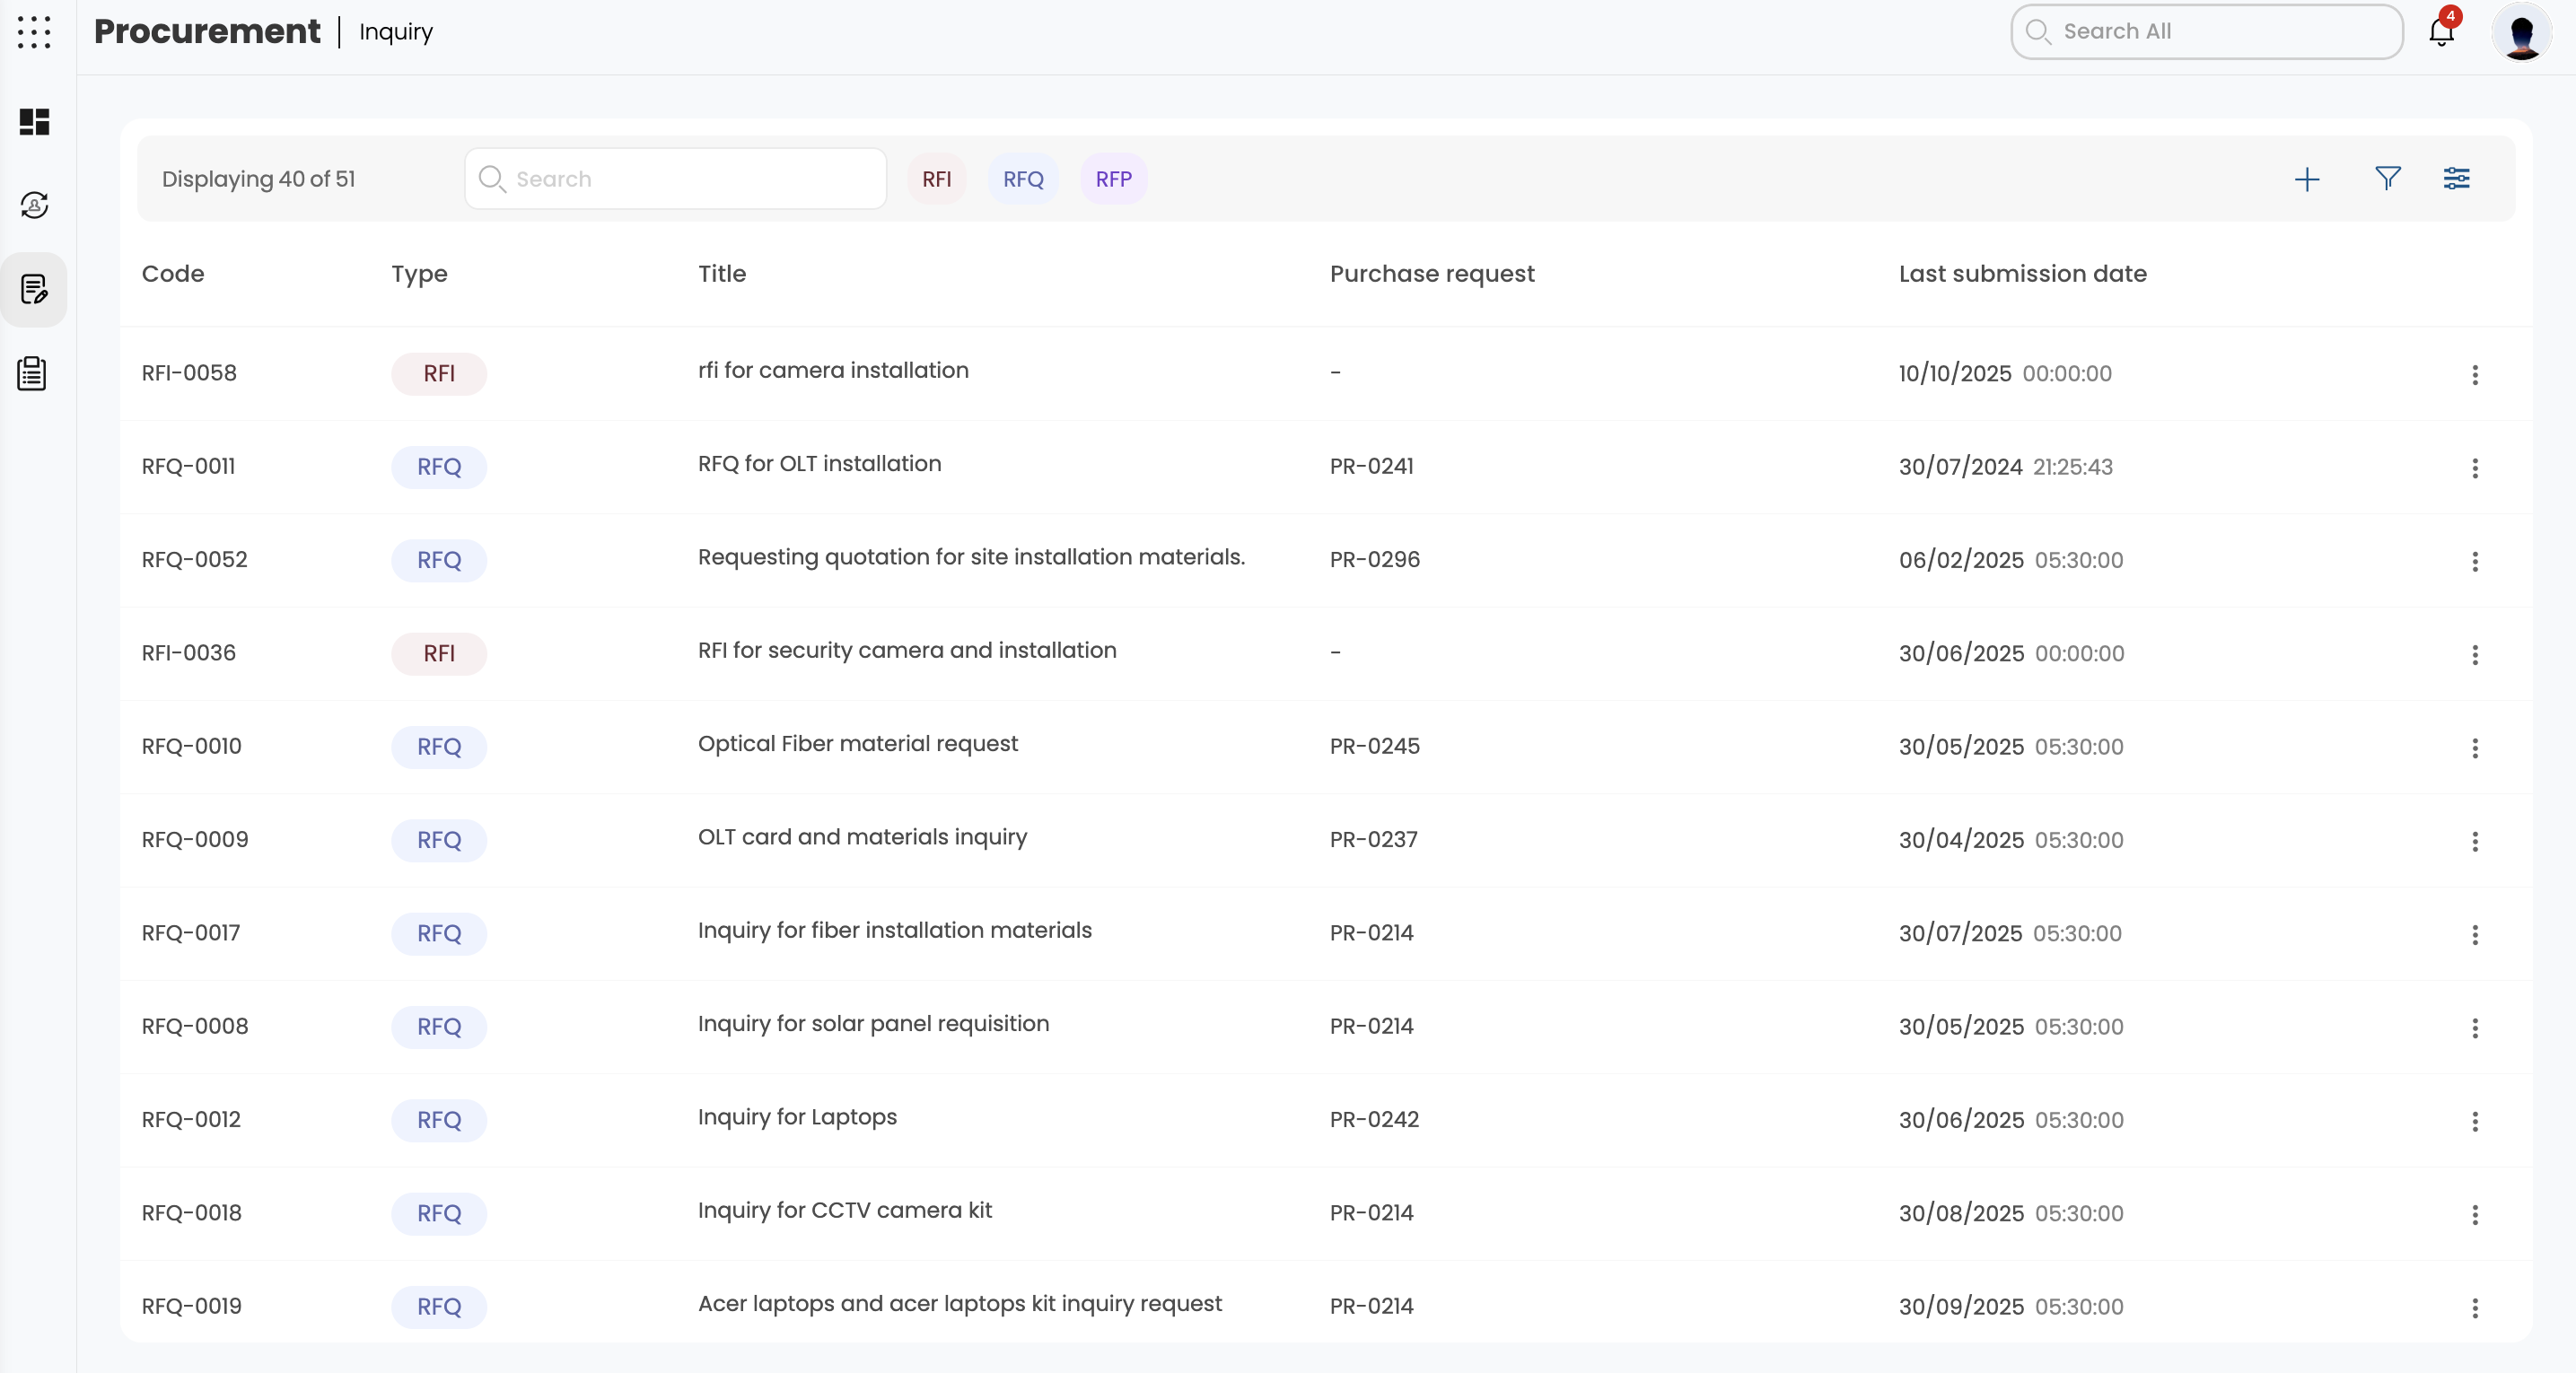 Procurement | Inquiry
Search All
4
Displaying 40 of 51
Search
RFI RFQ RFP
Code Type Title Purchase request Last submission date
RFI-0058 RFI rfi for camera installation - 10/10/2025 00:00:00
RFQ-0011 RFQ RFQ for OLT installation PR-0241 30/07/2024 21:25:43
RFQ-0052 RFQ Requesting quotation for site installation materials. PR-0296 06/02/2025 05:30:00
RFI-0036 RFI RFI for security camera and installation - 30/06/2025 00:00:00
RFQ-0010 RFQ Optical Fiber material request PR-0245 30/05/2025 05:30:00
RFQ-0009 RFQ OLT card and materials inquiry PR-0237 30/04/2025 05:30:00
RFQ-0017 RFQ Inquiry for fiber installation materials PR-0214 30/07/2025 05:30:00
RFQ-0008 RFQ Inquiry for solar panel requisition PR-0214 30/05/2025 05:30:00
RFQ-0012 RFQ Inquiry for Laptops PR-0242 30/06/2025 05:30:00
RFQ-0018 RFQ Inquiry for CCTV camera kit PR-0214 30/08/2025 05:30:00
RFQ-0019 RFQ Acer laptops and acer laptops kit inquiry request PR-0214 30/09/2025 05:30:00